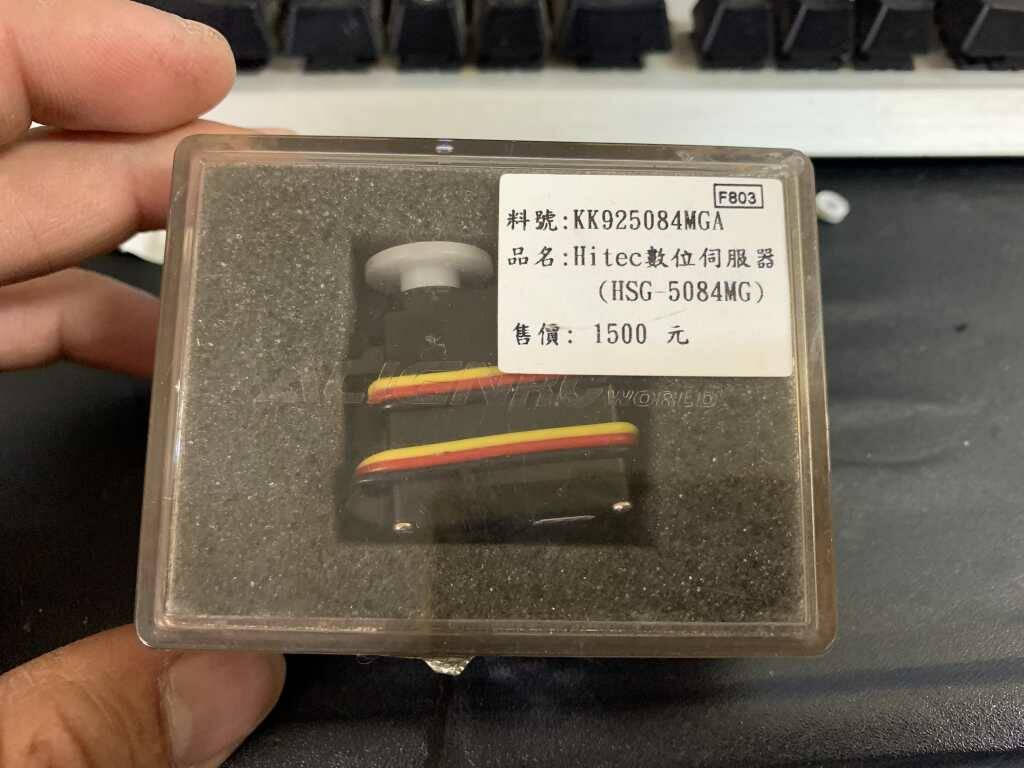 F803
料號:KK925084MGA
品名:Hitec數位伺服器
(HSG-5084MG)
售價: 1500 元
WORLD